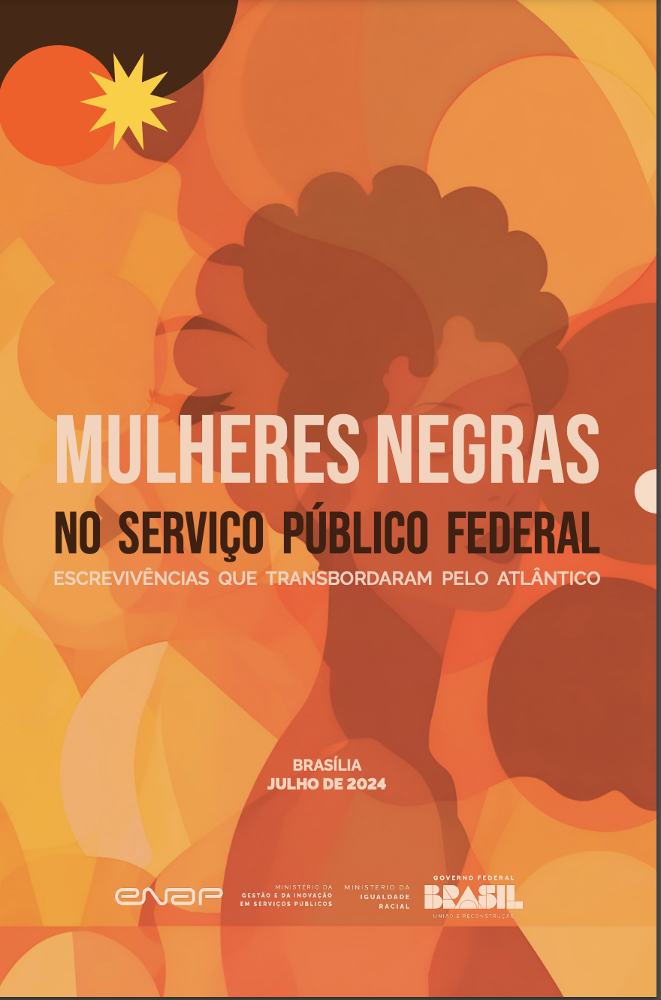 MULHERES NEGRAS
NO SERVIÇO PÚBLICO FEDERAL
ESCREVIVÊNCIAS QUE TRANSBORDARAM PELO ATLÂNTICO
BRASÍLIA
JULHO DE 2024
enap
MINISTÉRIO DA
GESTÃO E DA INOVAÇÃO
EM SERVIÇOS PÚBLICOS
MINISTÉRIO DA
IGUALDADE
RACIAL
GOVERNO FEDERAL
BRASIL
UNIÃO E RECONSTRUÇÃO